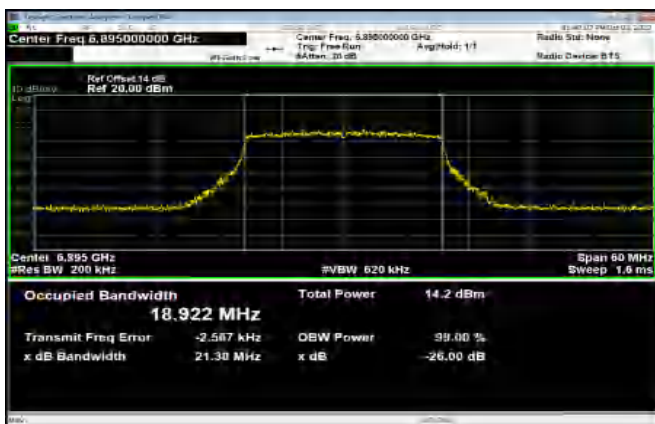 Center Freq 6.895000000 GHz
Center Freq: 6.895000000 GHz
Radio Std: None
Trig: Free Run
Avg|Hold: 1/1
#Atten: 20 dB
Radio Device: BTS
Ref Offset 14 dB
Ref 20.00 dBm
Log
Center 6.895 GHz
Span 60 MHz
#Res BW 200 kHz
#VBW 620 kHz
Sweep 1.6 ms
Occupied Bandwidth
Total Power 14.2 dBm
18.922 MHz
Transmit Freq Error -2.567 kHz OBW Power 99.00 %
x dB Bandwidth 21.30 MHz x dB -26.00 dB